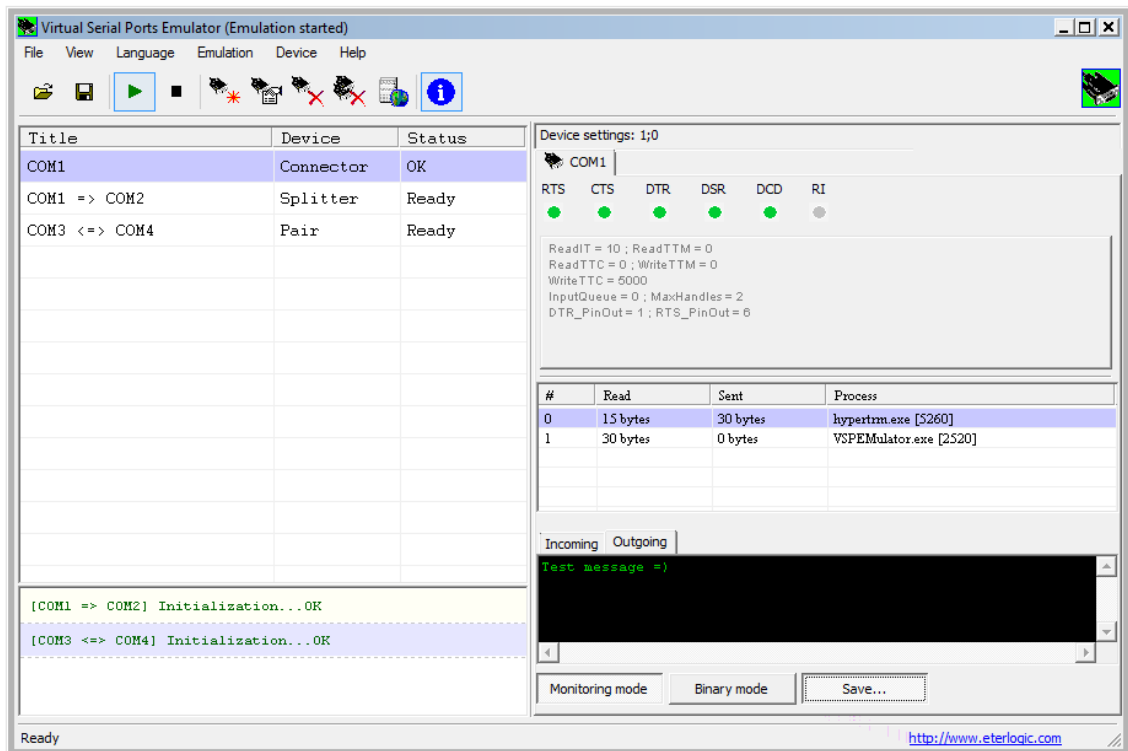 Virtual Serial Ports Emulator (Emulation started)
File View Language Emulation Device Help
Title Device Status
COM1 Connector OK
COM1 => COM2 Splitter Ready
COM3 <=> COM4 Pair Ready
[COM1 => COM2] Initialization...OK
[COM3 <=> COM4] Initialization...OK
Device settings: 1;0
COM1
RTS CTS DTR DSR DCD RI
ReadIT = 10 ; ReadTTM = 0
ReadTTC = 0 ; WriteTTM = 0
WriteTTC = 5000
InputQueue = 0 ; MaxHandles = 2
DTR_PinOut = 1 ; RTS_PinOut = 6
# Read Sent Process
0 15 bytes 30 bytes hypertrm.exe [5260]
1 30 bytes 0 bytes VSPEMulator.exe [2520]
Incoming Outgoing
Test message =)
Monitoring mode Binary mode Save...
Ready http://www.eterlogic.com